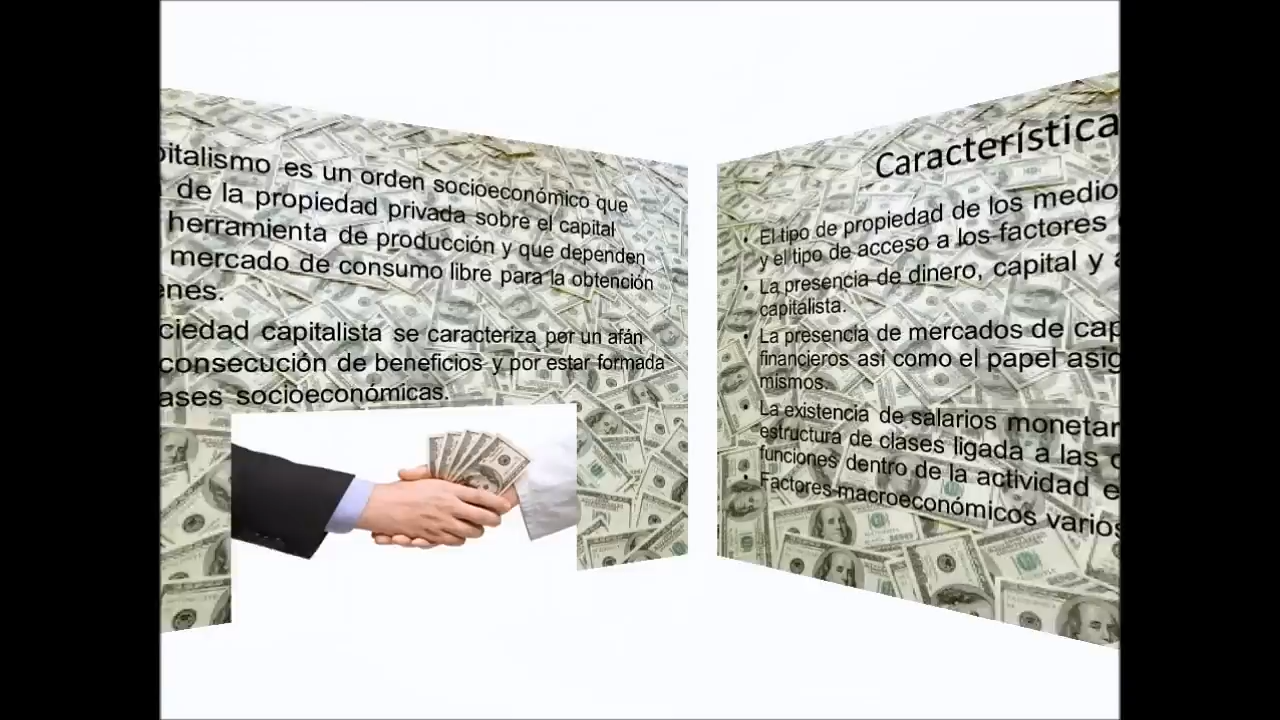 pitalismo es un orden socioeconómico que
de la propiedad privada sobre el capital
herramienta de producción y que dependen
mercado de consumo libre para la obtención
enes.
ciedad capitalista se caracteriza por un afán
consecución de beneficios y por estar formada
ases socioeconómicas.
Característica
• El tipo de propiedad de los medio
y el tipo de acceso a los factores
• La presencia de dinero, capital y a
capitalista.
• La presencia de mercados de cap
financieros así como el papel asig
mismos.
• La existencia de salarios monetar
estructura de clases ligada a las
funciones dentro de la actividad e
• Factores macroeconómicos varios